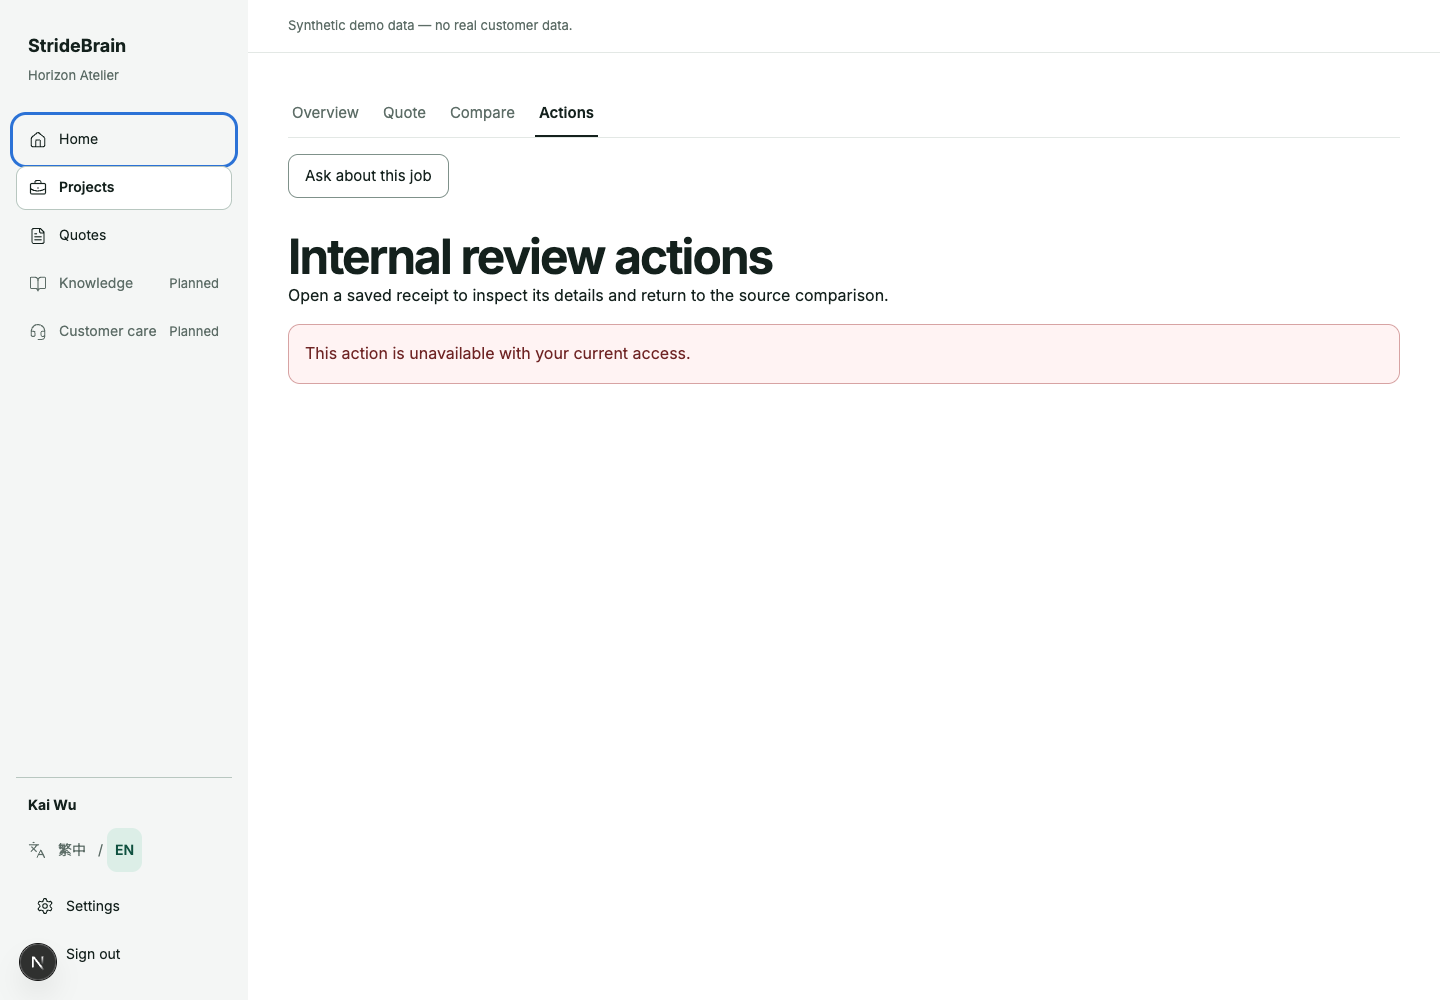 StrideBrain
Horizon Atelier
Home
Projects
Quotes
Knowledge Planned
Customer care Planned
Kai Wu
繁中 / EN
Settings
Sign out
N
Synthetic demo data — no real customer data.
Overview Quote Compare Actions
Ask about this job
Internal review actions
Open a saved receipt to inspect its details and return to the source comparison.
This action is unavailable with your current access.